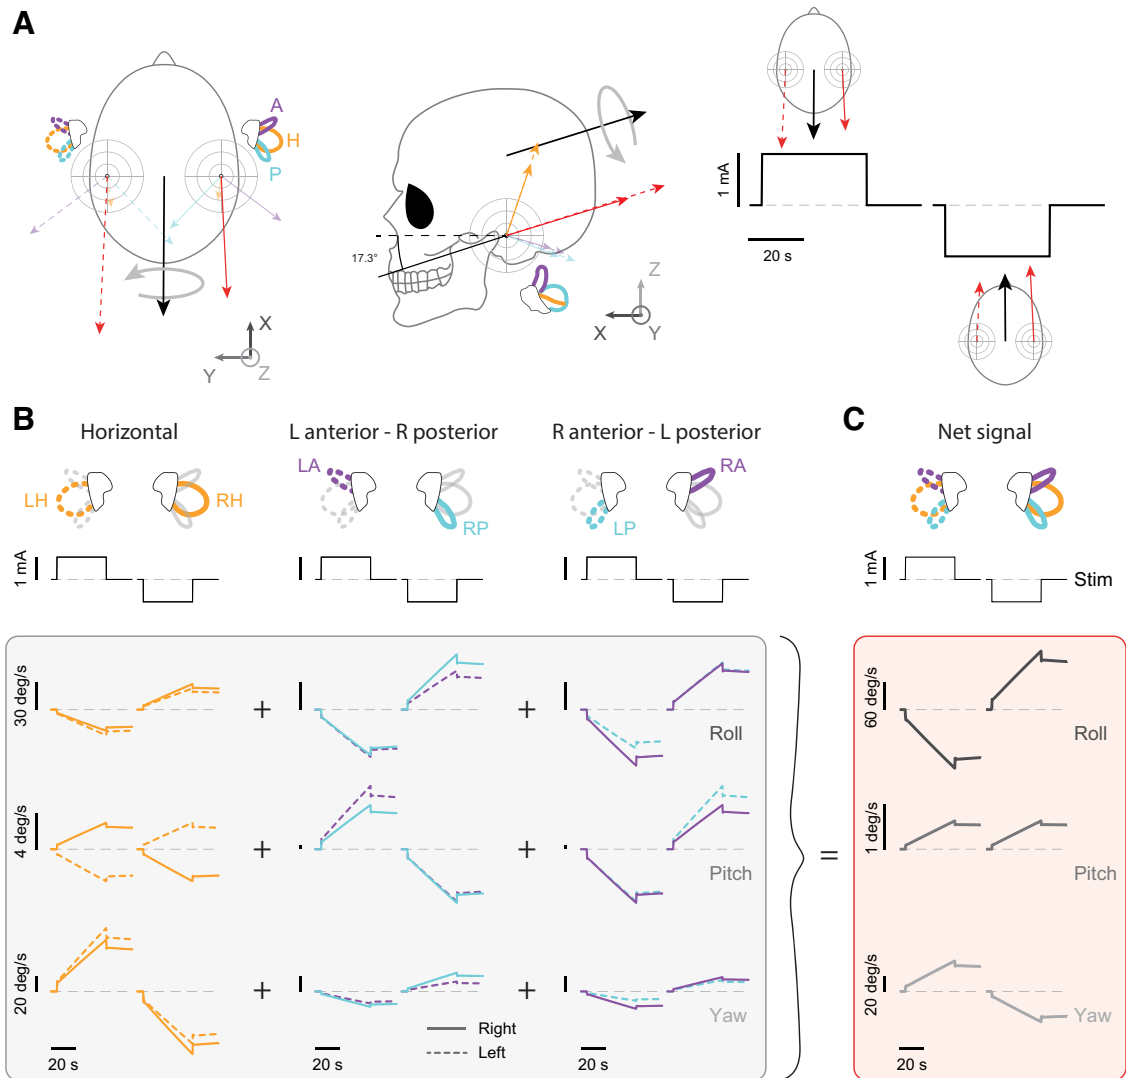 A
A
H
P
X
Y
Z
17.3°
Z
X
Y
1 mA
20 s
B
Horizontal
L anterior - R posterior
R anterior - L posterior
C
Net signal
LH
RH
LA
RP
LP
RA
1 mA
1 mA
Stim
30 deg/s
+
+
Roll
60 deg/s
Roll
4 deg/s
+
+
Pitch
=
1 deg/s
Pitch
20 deg/s
+
+
Yaw
20 deg/s
Yaw
Right
Left
20 s
20 s
20 s
20 s